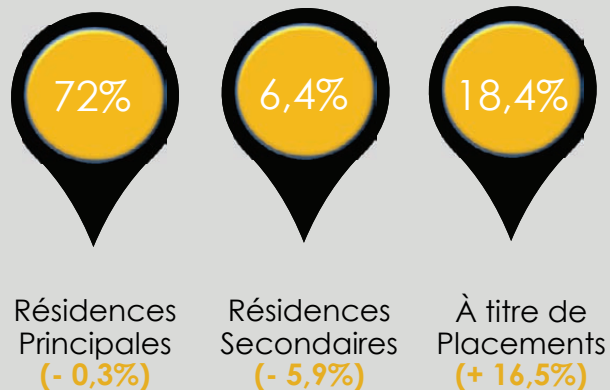 72%
6,4%
18,4%
Résidences
Principales
(- 0,3%)
Résidences
Secondaires
(- 5,9%)
À titre de
Placements
(+ 16,5%)